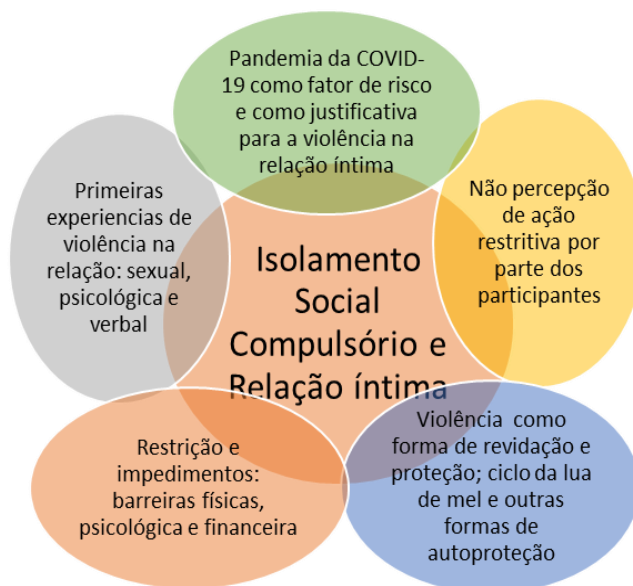 Pandemia da COVID-
19 como fator de risco
e como justificativa
para a violência na
relação íntima
Primeiras
experiencias de
violência na
relação: sexual,
psicológica e
verbal
Não percepção
de ação
restritiva por
parte dos
participantes
Isolamento
Social
Compulsório e
Relação íntima
Restrição e
impedimentos:
barreiras físicas,
psicológica e financeira
Violência como
forma de revidação e
proteção; ciclo da lua
de mel e outras
formas de
autoproteção